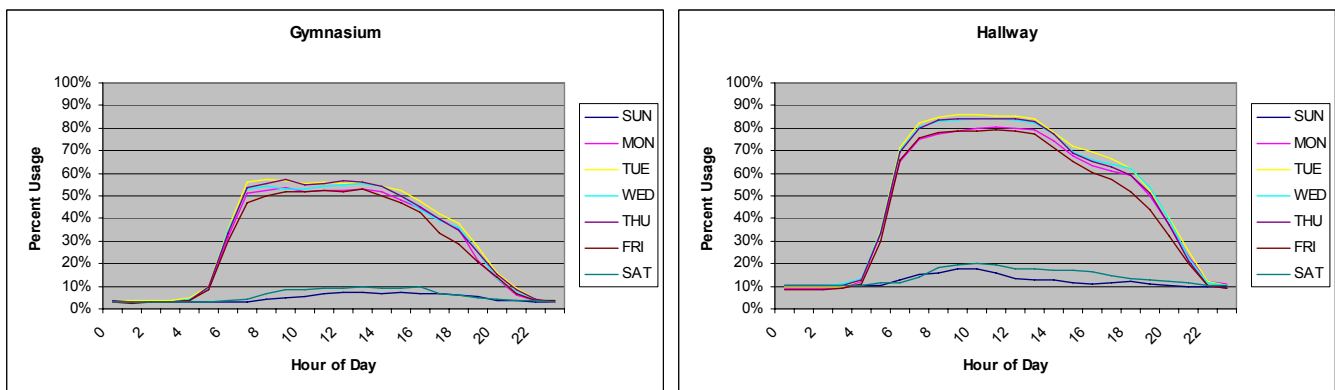 Gymnasium
100%
90%
80%
70%
60%
50%
40%
30%
20%
10%
0%
Percent Usage
0
2
4
6
8
10
12
14
16
18
20
22
Hour of Day
SUN
MON
TUE
WED
THU
FRI
SAT
Hallway
100%
90%
80%
70%
60%
50%
40%
30%
20%
10%
0%
Percent Usage
0
2
4
6
8
10
12
14
16
18
20
22
Hour of Day
SUN
MON
TUE
WED
THU
FRI
SAT